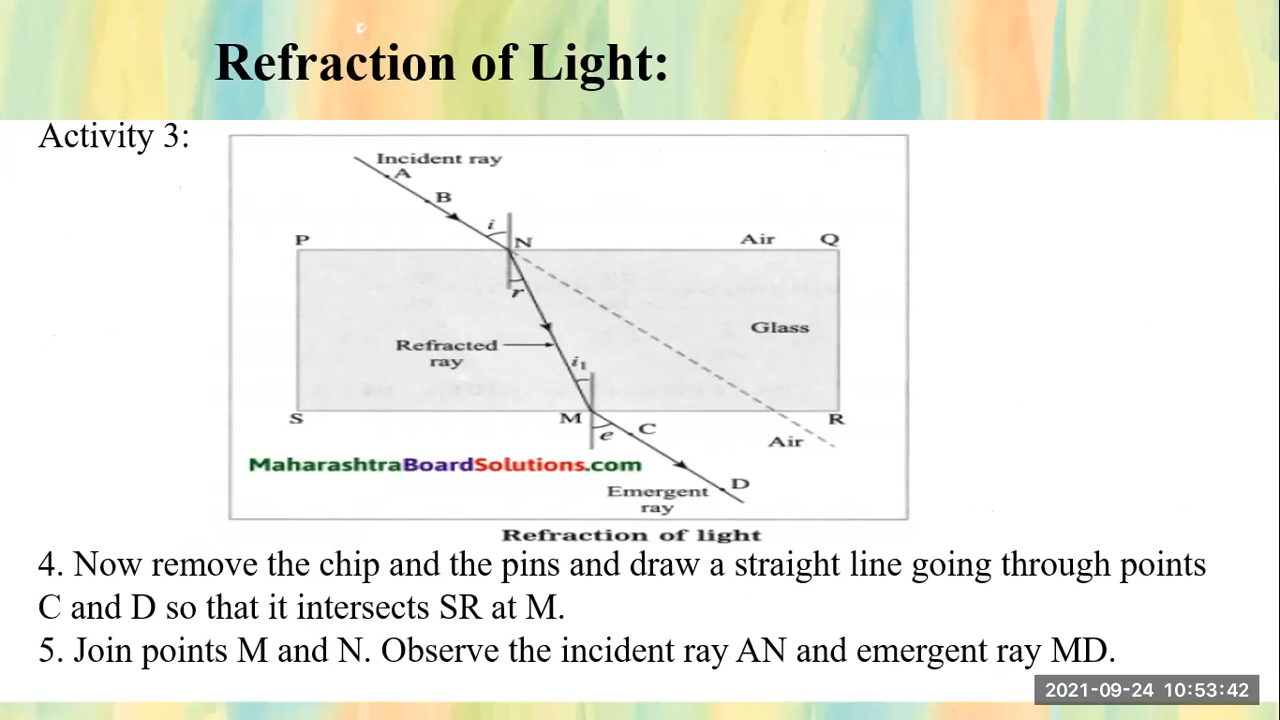 Refraction of Light:
Activity 3:
Incident ray
A
B
i
P
N
Air
Q
r
Glass
Refracted
ray
i1
S
M
e
C
R
Air
MaharashtraBoardSolutions.com
D
Emergent
ray
Refraction of light
4. Now remove the chip and the pins and draw a straight line going through points
C and D so that it intersects SR at M.
5. Join points M and N. Observe the incident ray AN and emergent ray MD.
2021-09-24 10:53:42